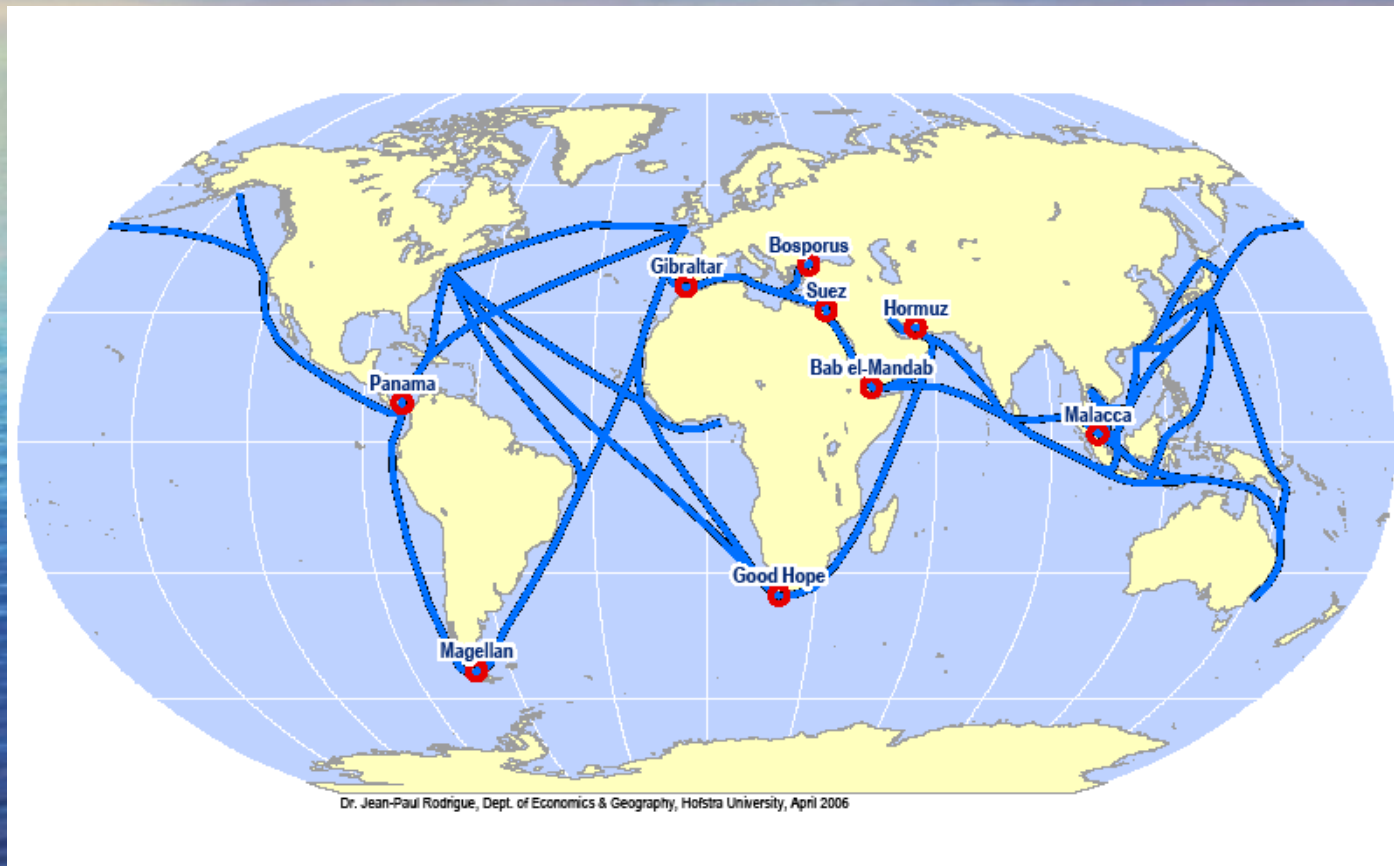 Bosporus
Gibraltar
Suez
Hormuz
Bab el-Mandab
Panama
Malacca
Good Hope
Magellan
Dr. Jean-Paul Rodrigue, Dept. of Economics & Geography, Hofstra University, April 2006